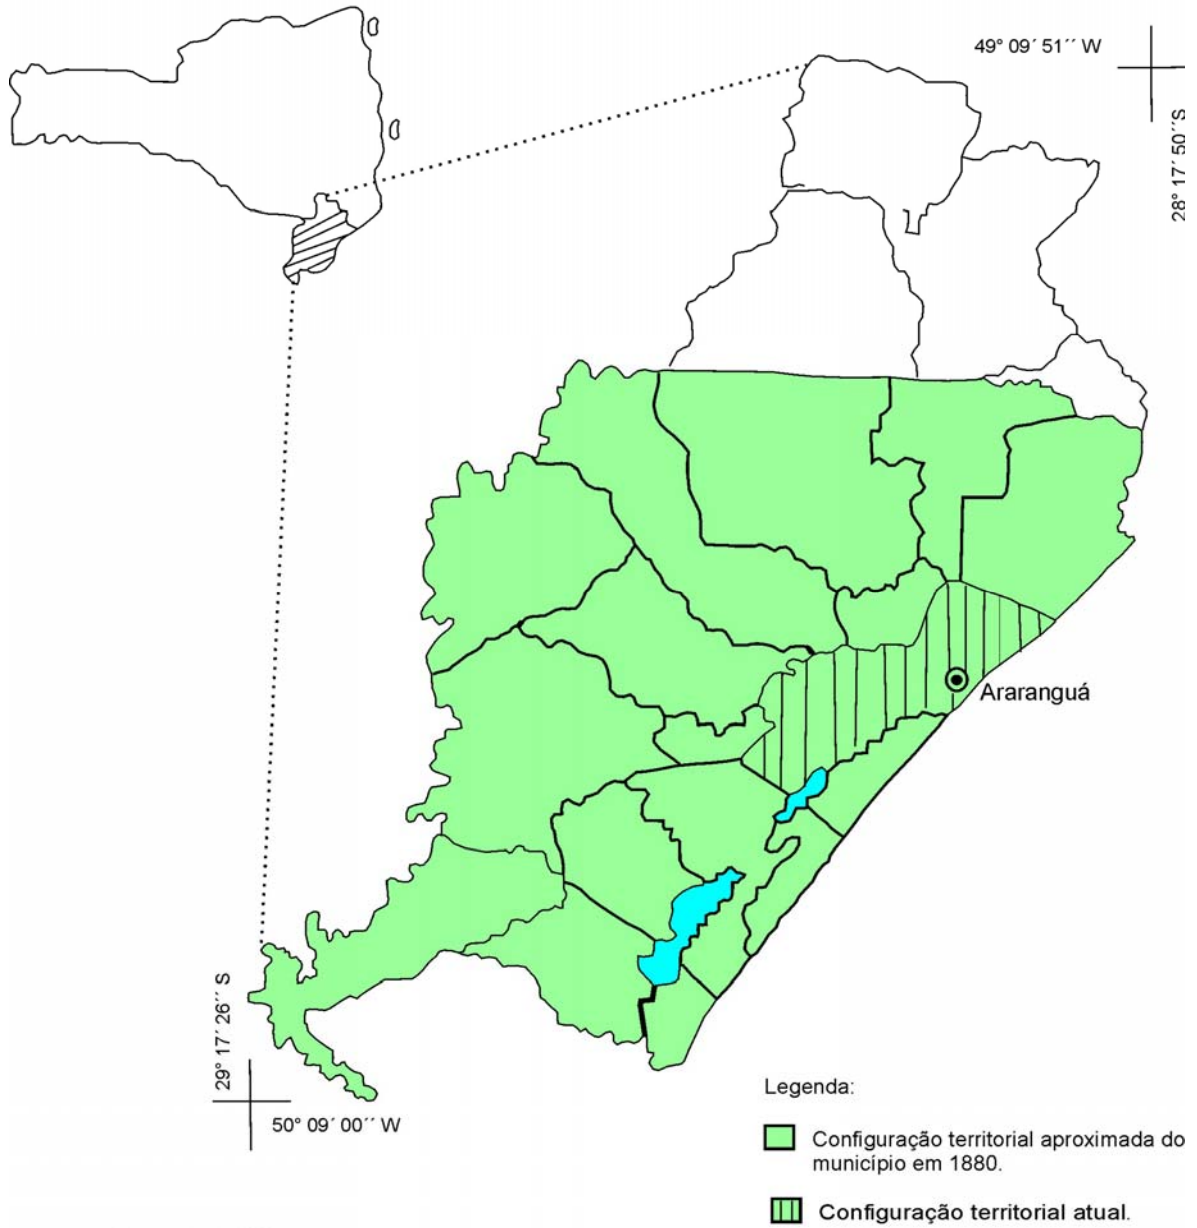 49° 09´ 51´´ W
28° 17´ 50´´S
Araranguá
29° 17´ 26´´ S
50° 09´ 00´´ W
Legenda:
Configuração territorial aproximada do
município em 1880.
Configuração territorial atual.